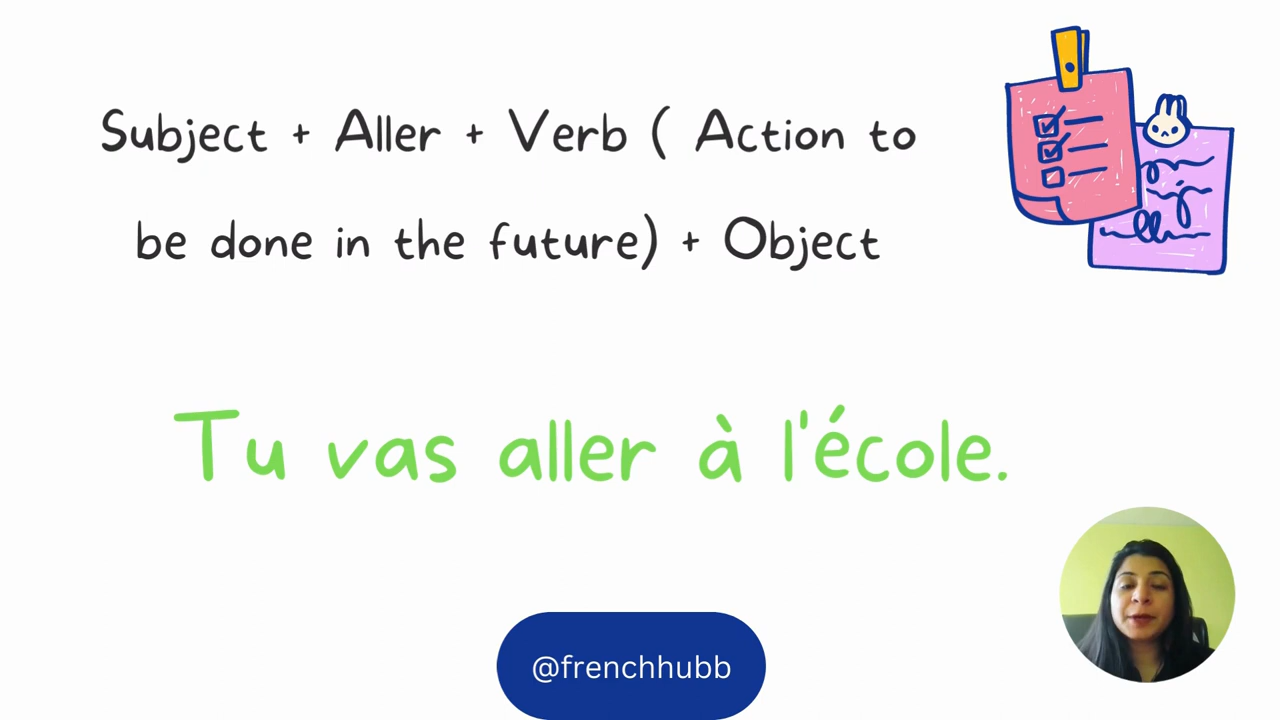 Subject + Aller + Verb ( Action to
be done in the future) + Object
Tu vas aller à l'école.
@frenchhubb